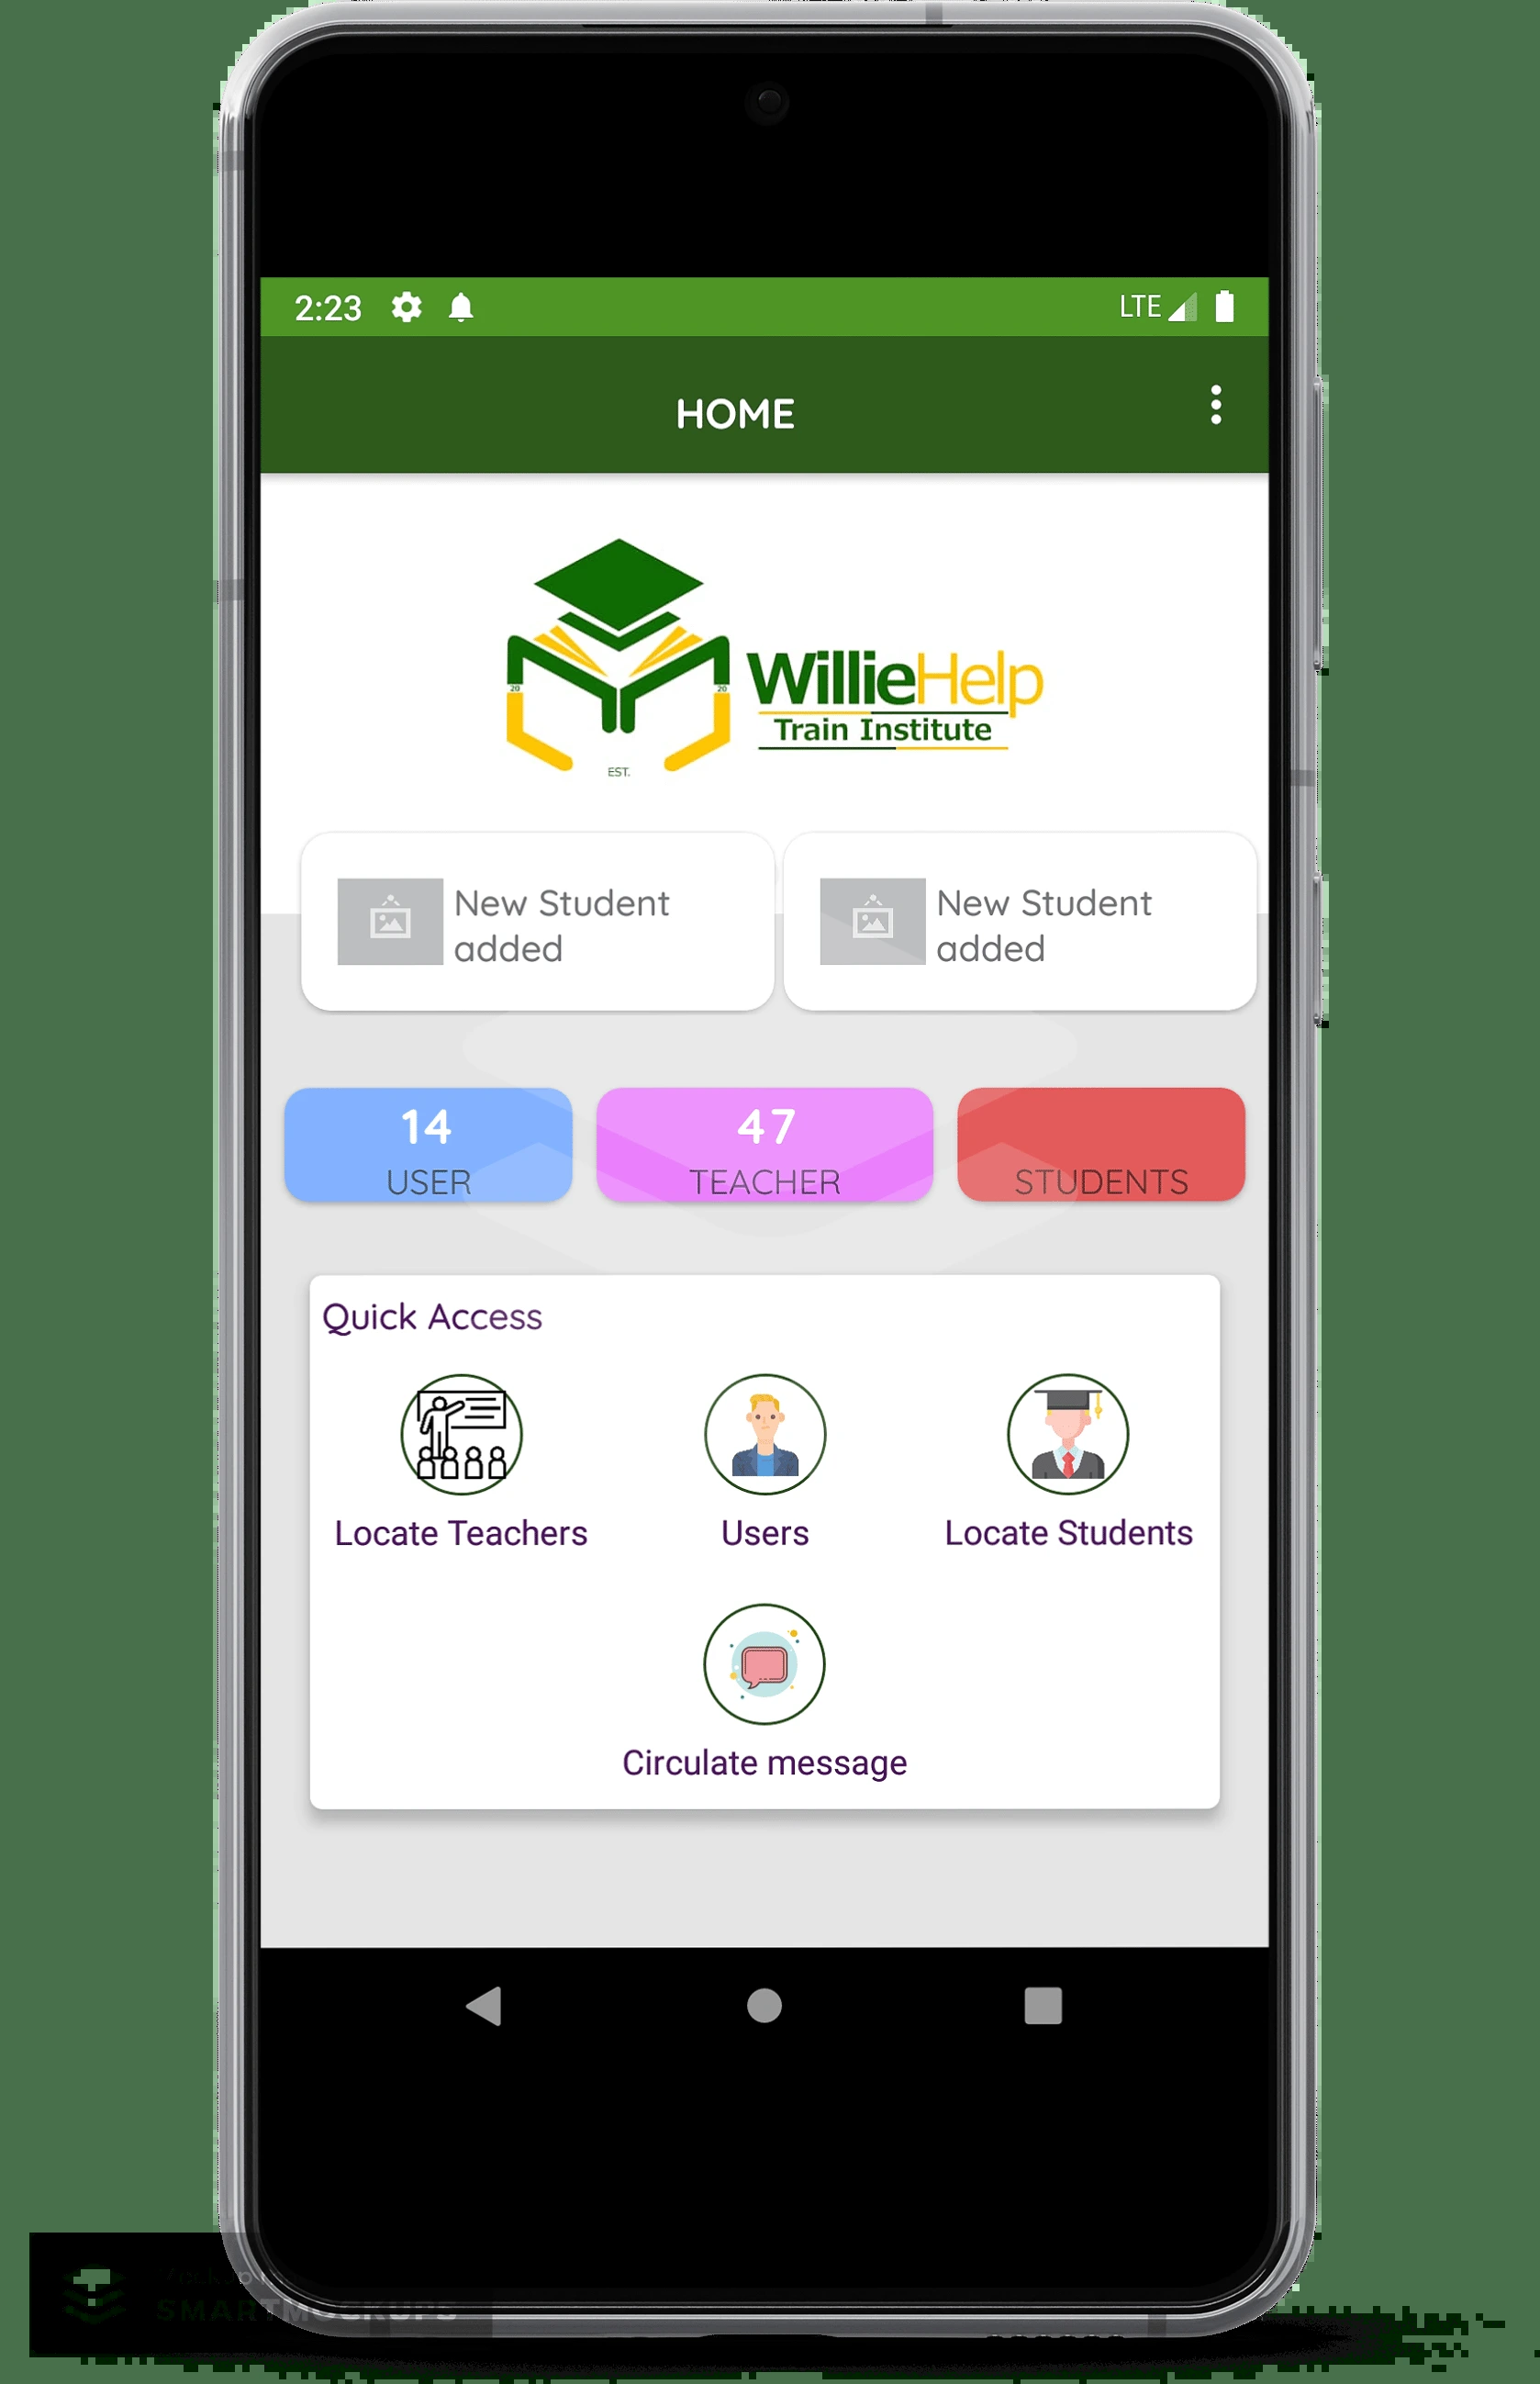 2:23
LTE
HOME
20
20
WillieHelp
Train Institute
EST.
New Student
added
New Student
added
14
USER
47
TEACHER
STUDENTS
Quick Access
Locate Teachers
Users
Locate Students
Circulate message
SMARTMOCKUPS